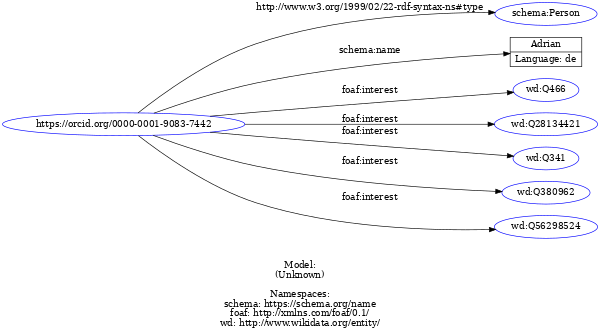 http://www.w3.org/1999/02/22-rdf-syntax-ns#type
schema:Person
schema:name
Adrian
Language: de
foaf:interest
wd:Q466
https://orcid.org/0000-0001-9083-7442
foaf:interest
wd:Q28134421
foaf:interest
wd:Q341
foaf:interest
wd:Q380962
foaf:interest
wd:Q56298524
Model:
(Unknown)
Namespaces:
schema: https://schema.org/name
foaf: http://xmlns.com/foaf/0.1/
wd: http://www.wikidata.org/entity/